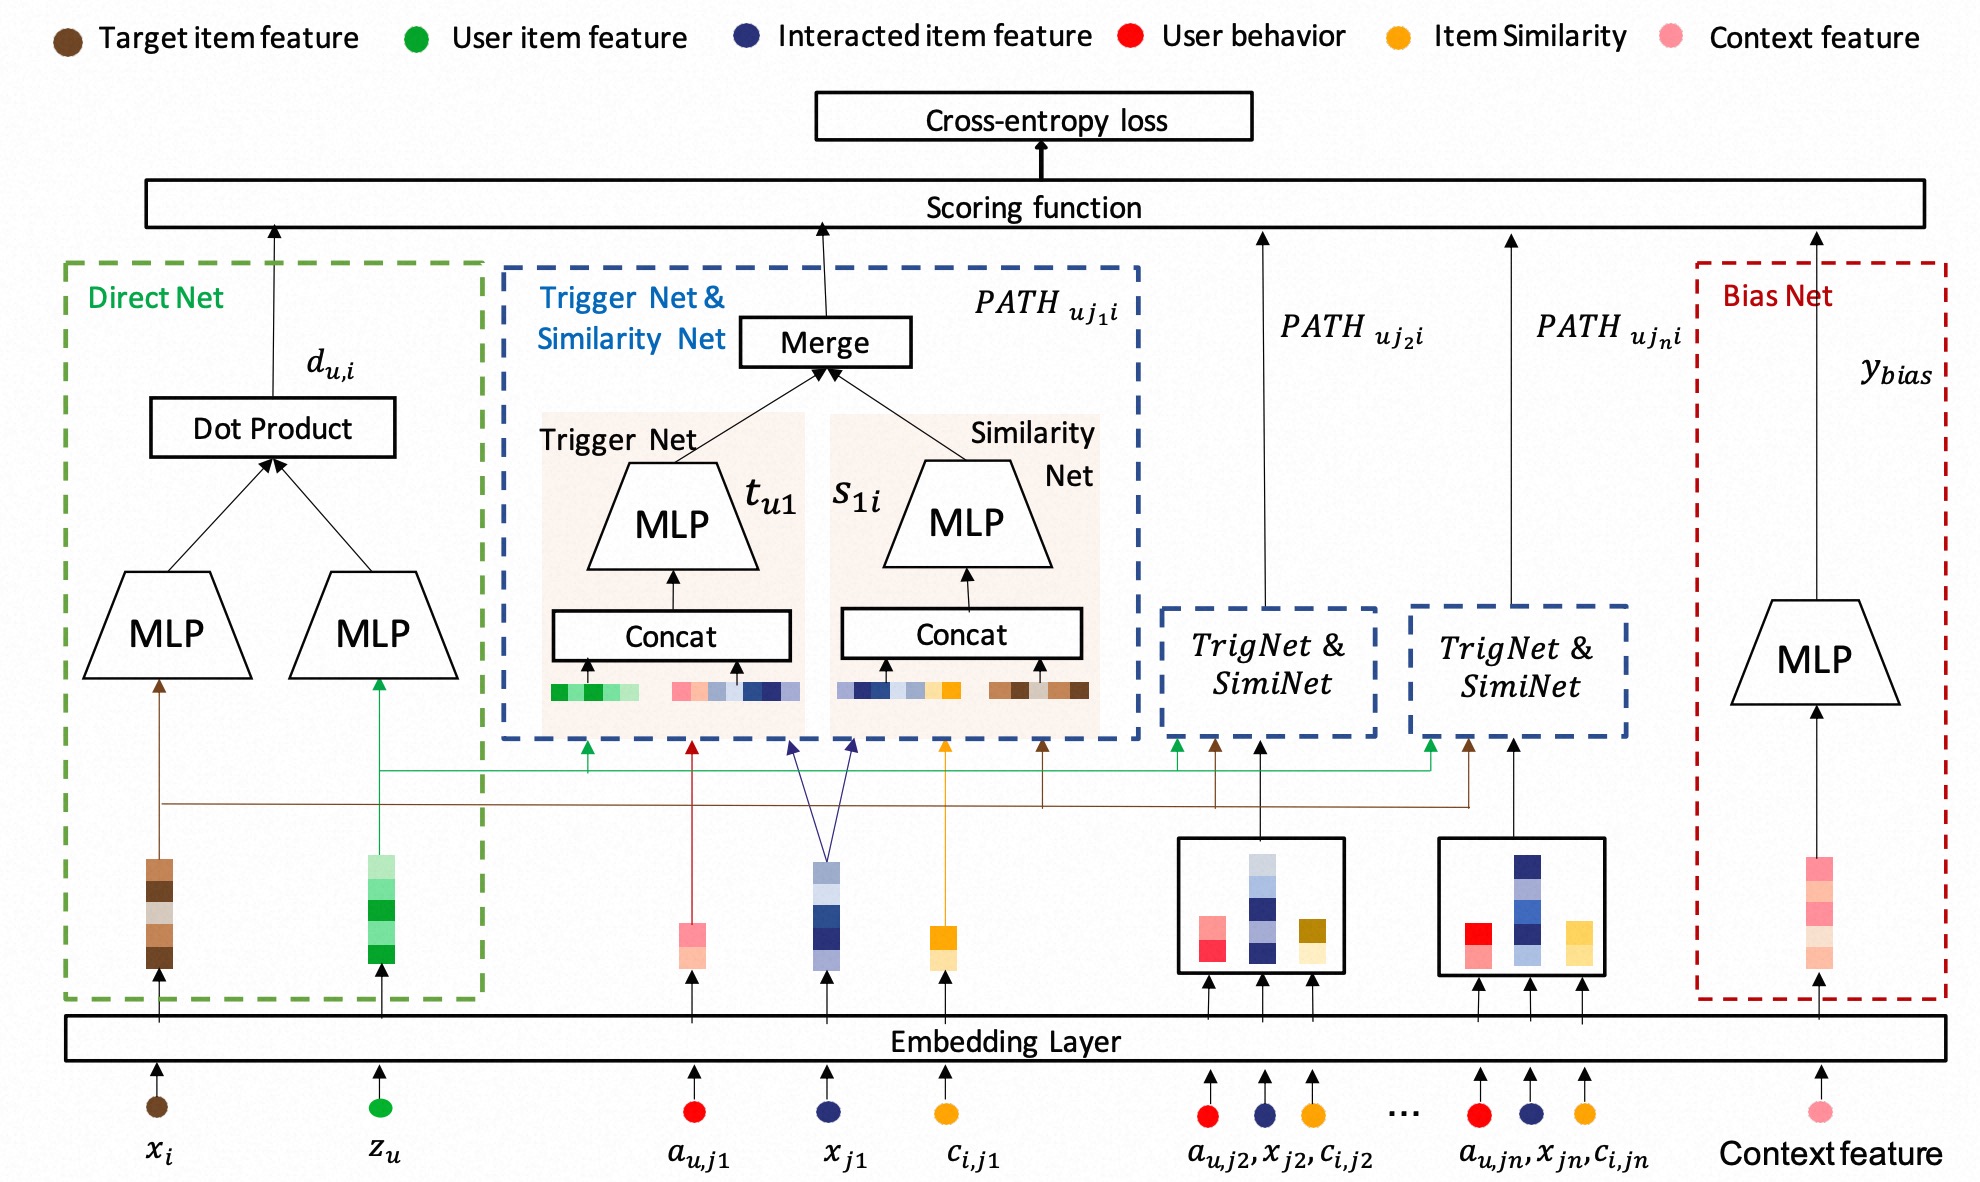 Target item feature
User item feature
Interacted item feature
User behavior
Item Similarity
Context feature
Cross-entropy loss
Scoring function
Direct Net
d_{u,i}
Dot Product
MLP
MLP
Trigger Net &
Similarity Net
PATH_{uj_1i}
Merge
Trigger Net
t_{u1}
MLP
Concat
Similarity
Net
s_{1i}
MLP
Concat
PATH_{uj_2i}
TrigNet &
SimiNet
PATH_{uj_ni}
TrigNet &
SimiNet
Bias Net
y_{bias}
MLP
Embedding Layer
x_i
z_u
a_{u,j1}
x_{j1}
c_{i,j1}
a_{u,j2}, x_{j2}, c_{i,j2}
...
a_{u,jn}, x_{jn}, c_{i,jn}
Context feature